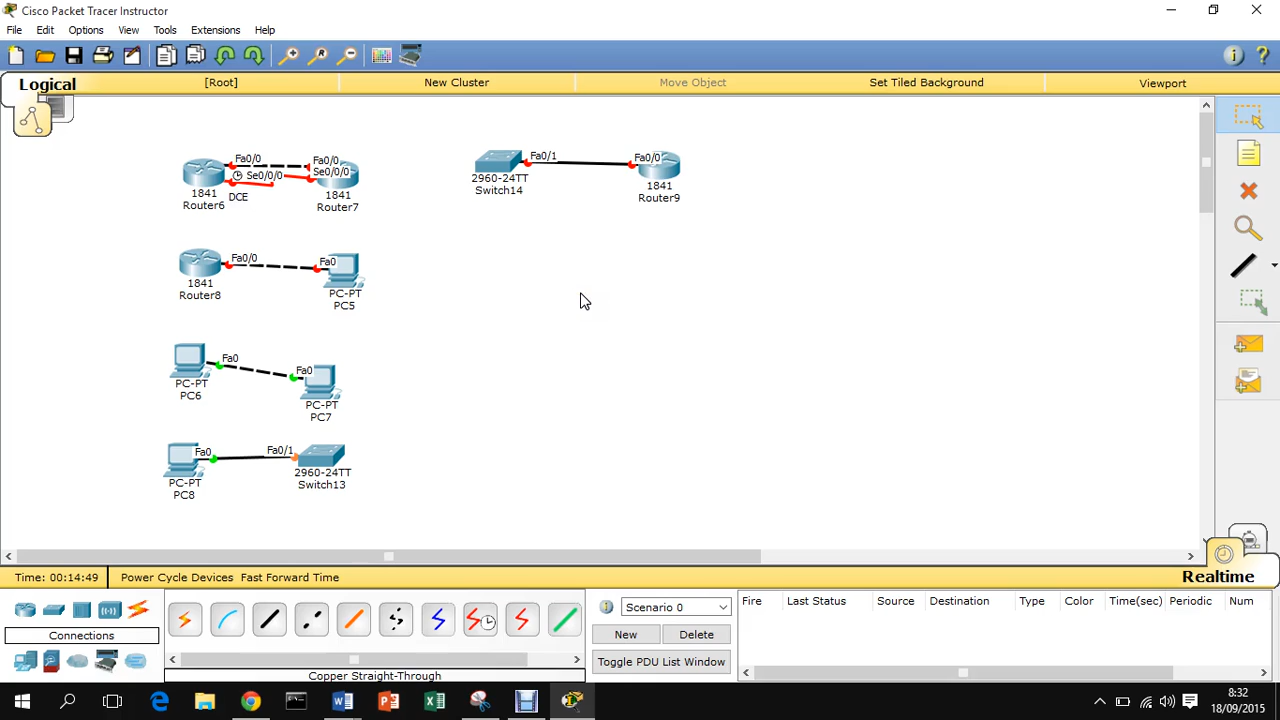 Cisco Packet Tracer Instructor
File Edit Options View Tools Extensions Help
Logical [Root] New Cluster Move Object Set Tiled Background Viewport
Fa0/0 Fa0/0
Se0/0/0 Se0/0/0
DCE
1841
Router6
1841
Router7
Fa0/1 Fa0/0
2960-24TT
Switch14
1841
Router9
Fa0/0 Fa0
1841
Router8
PC-PT
PC5
Fa0 Fa0
PC-PT
PC6
PC-PT
PC7
Fa0 Fa0/1
PC-PT
PC8
2960-24TT
Switch13
Realtime
Time: 00:14:49 Power Cycle Devices Fast Forward Time
Connections
Copper Straight-Through
Scenario 0
New Delete
Toggle PDU List Window
Fire Last Status Source Destination Type Color Time(sec) Periodic Num
8:32
18/09/2015